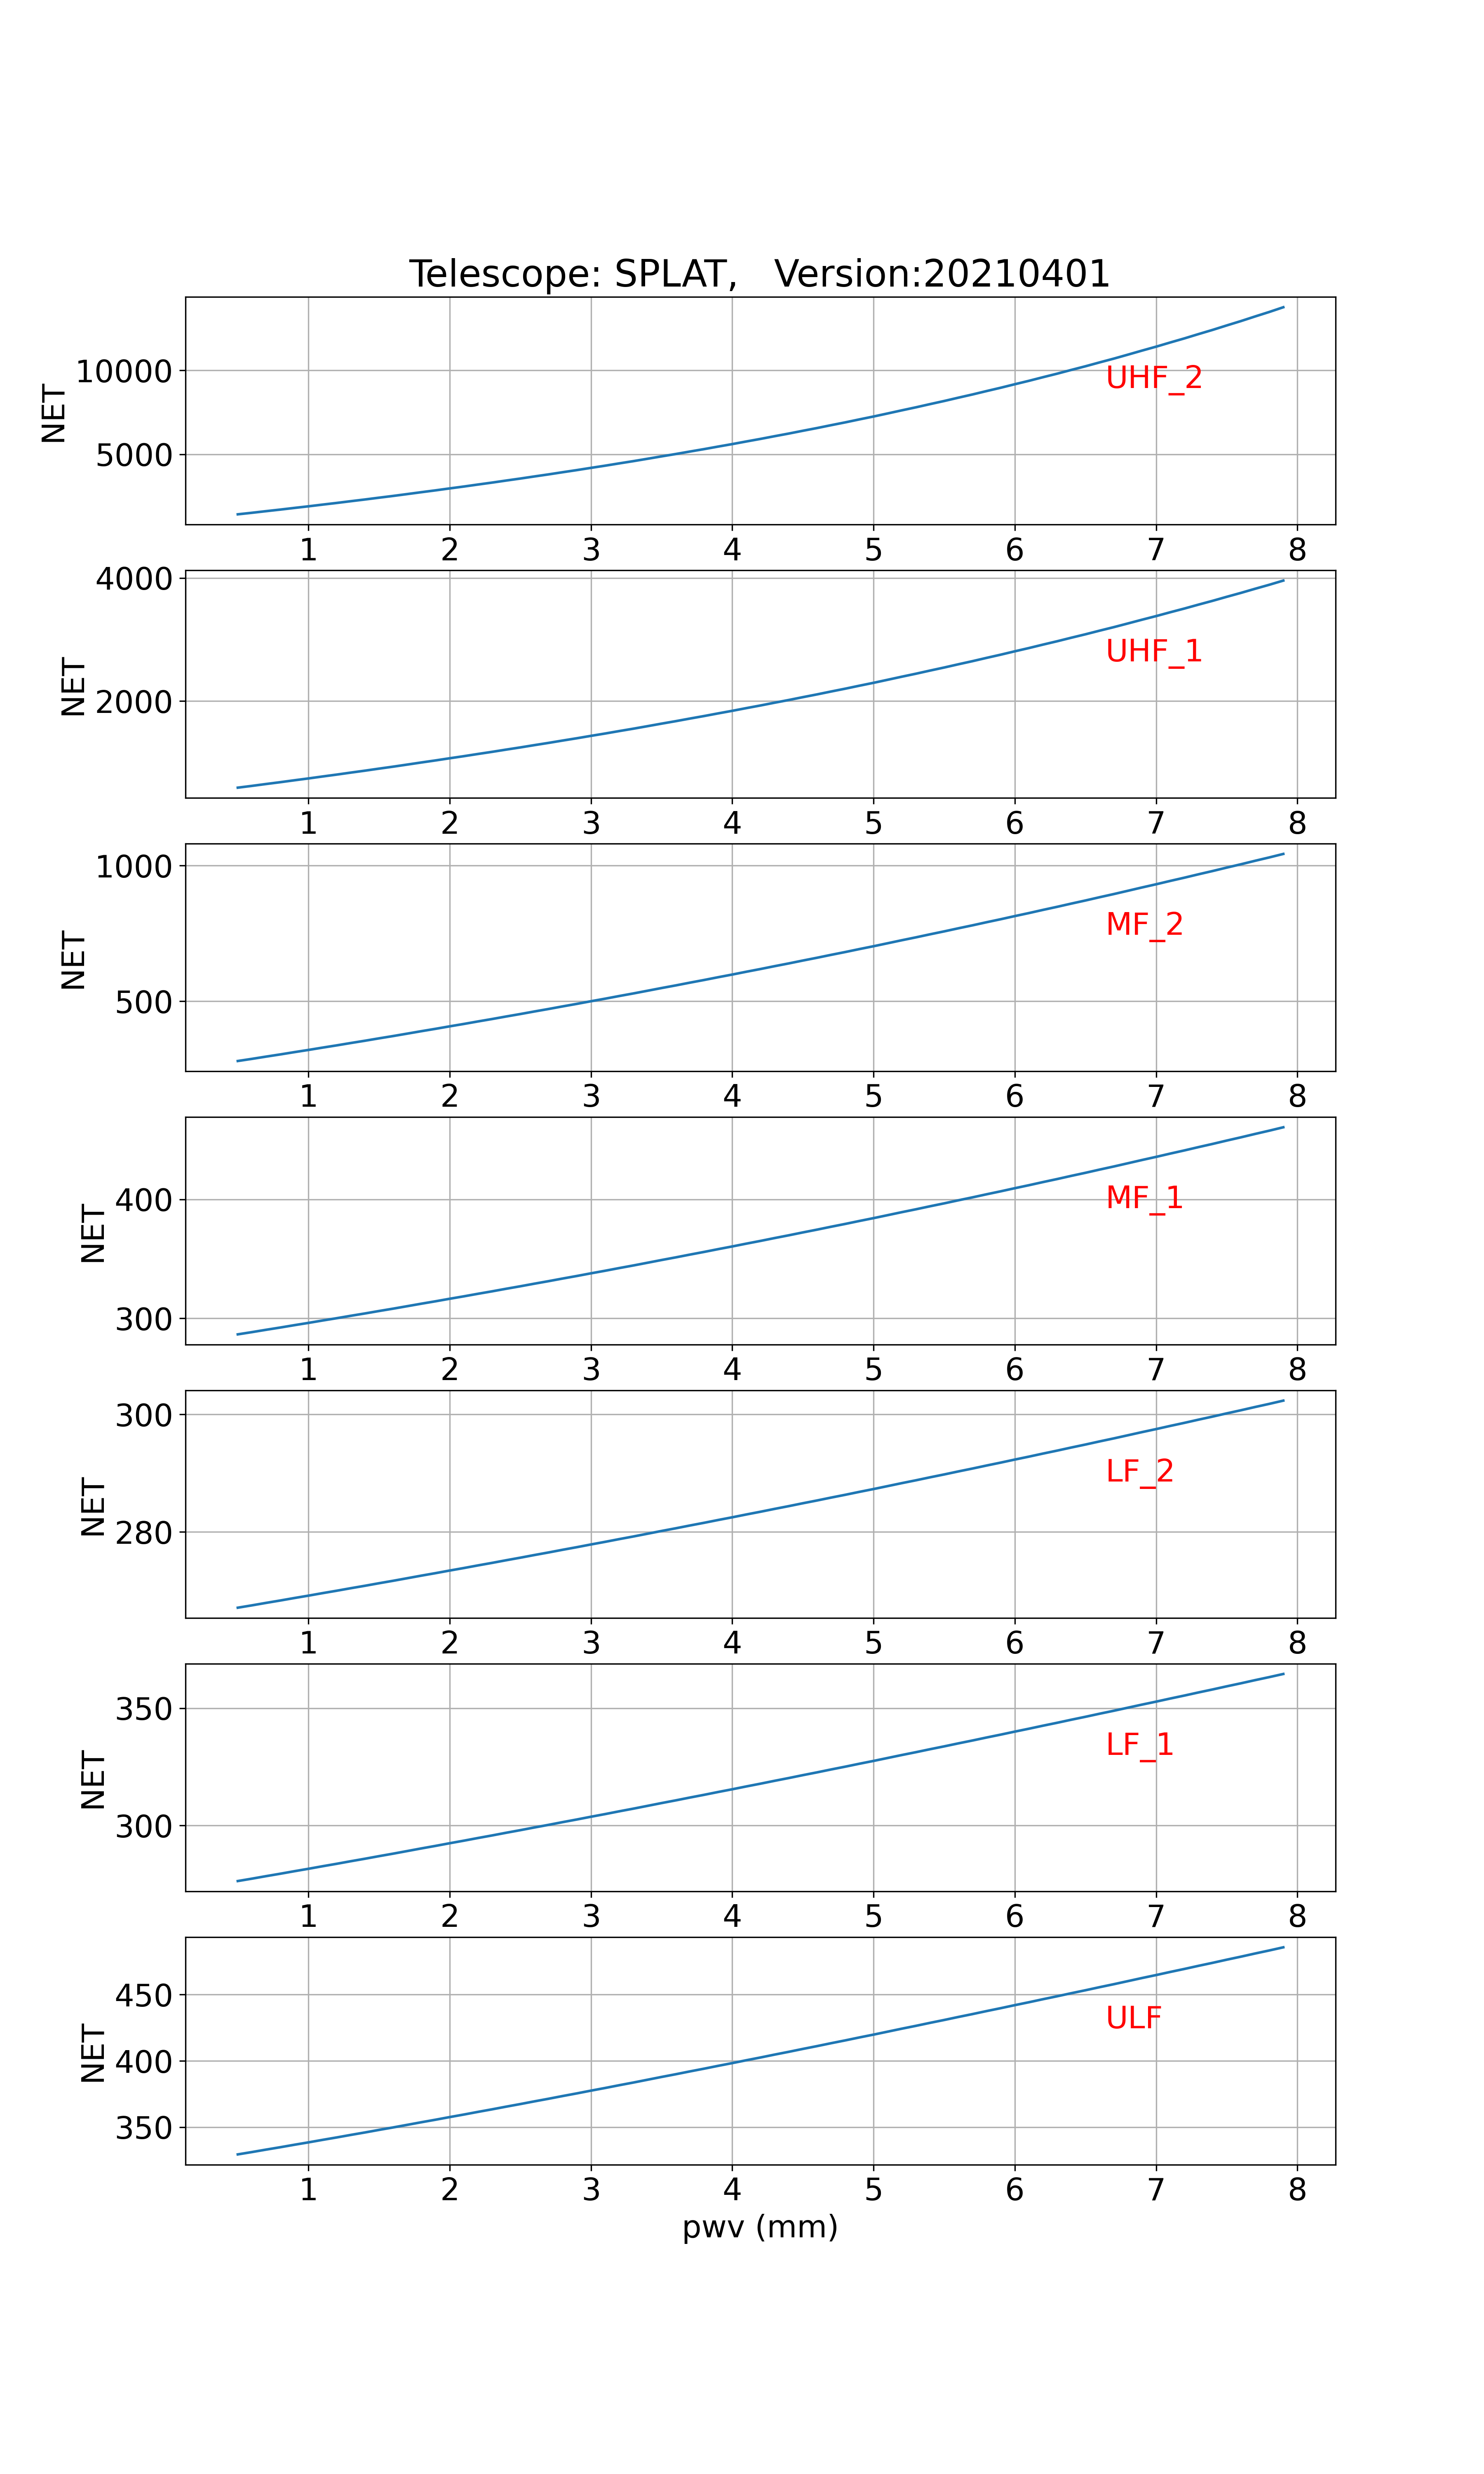 Telescope: SPLAT,   Version:20210401
10000
5000
NET
UHF_2
1 2 3 4 5 6 7 8
4000
2000
NET
UHF_1
1 2 3 4 5 6 7 8
1000
500
NET
MF_2
1 2 3 4 5 6 7 8
400
300
NET
MF_1
1 2 3 4 5 6 7 8
300
280
NET
LF_2
1 2 3 4 5 6 7 8
350
300
NET
LF_1
1 2 3 4 5 6 7 8
450
400
350
NET
ULF
1 2 3 4 5 6 7 8
pwv (mm)